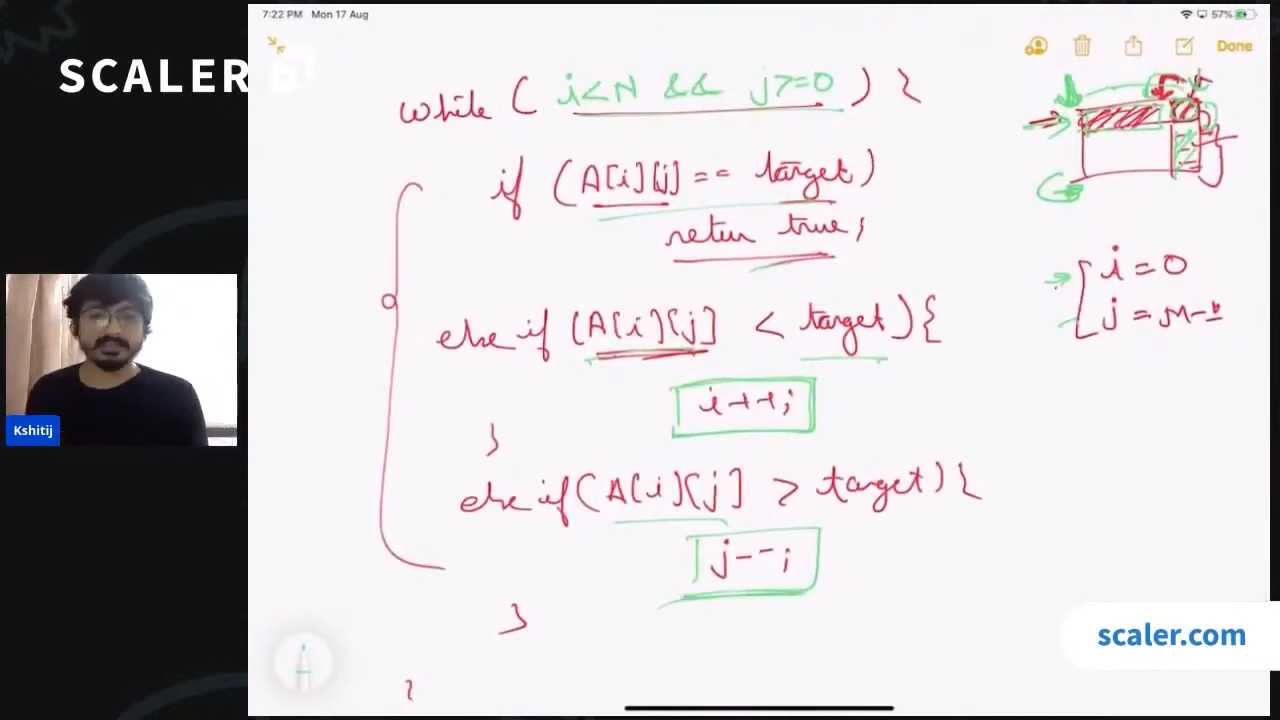 7:22 PM Mon 17 Aug
57%
SCALER
Done
while ( i<N && j>=0 ) {
if (A[i][j] == target)
return true;
i = 0
j = M-1
else if (A[i][j] < target){
i++;
}
else if (A[i][j] > target){
j--;
}
Kshitij
scaler.com